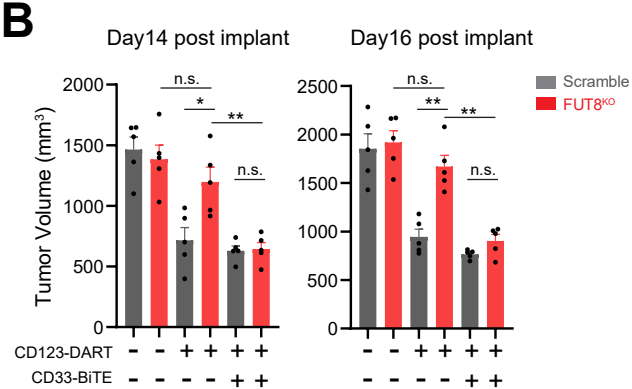 B
Day14 post implant
Day16 post implant
Scramble
FUT8KO
Tumor Volume (mm3)
2000
1500
1000
500
0
n.s.
*
**
n.s.
2500
2000
1500
1000
500
0
n.s.
**
**
n.s.
CD123-DART - - + + + + - - + + + +
CD33-BiTE - - - - + + - - - - + +